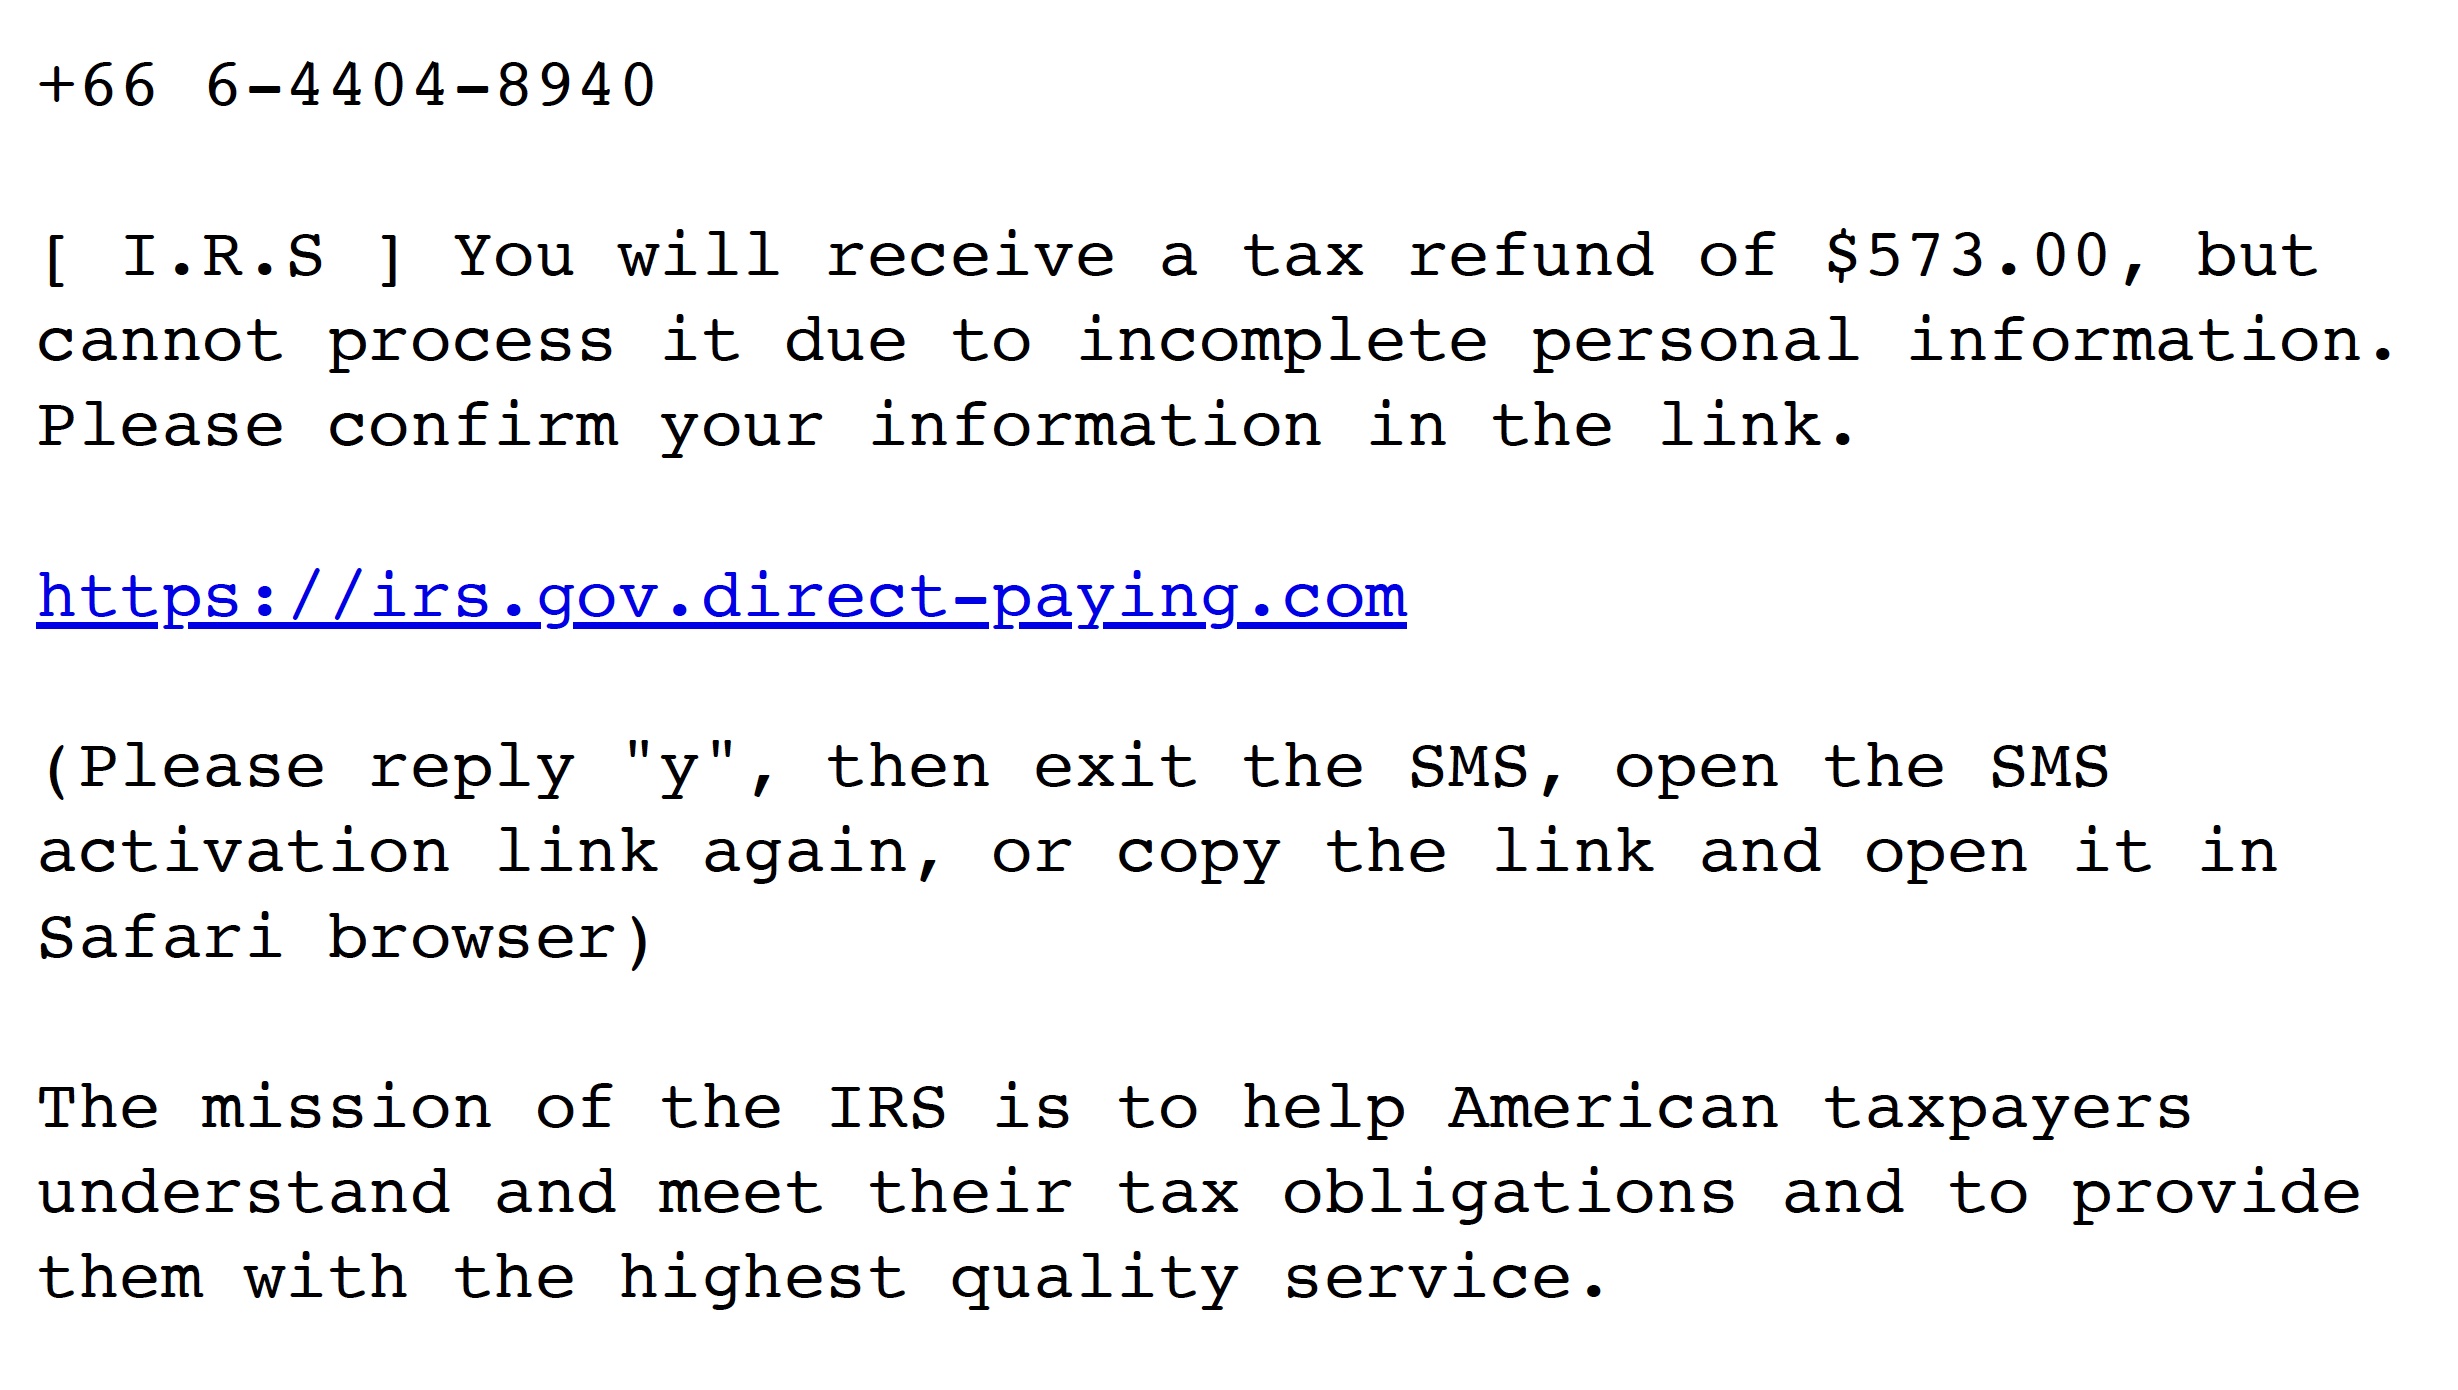 +66 6-4404-8940
[ I.R.S ] You will receive a tax refund of $573.00, but
cannot process it due to incomplete personal information.
Please confirm your information in the link.
https://irs.gov.direct-paying.com
(Please reply "y", then exit the SMS, open the SMS
activation link again, or copy the link and open it in
Safari browser)
The mission of the IRS is to help American taxpayers
understand and meet their tax obligations and to provide
them with the highest quality service.